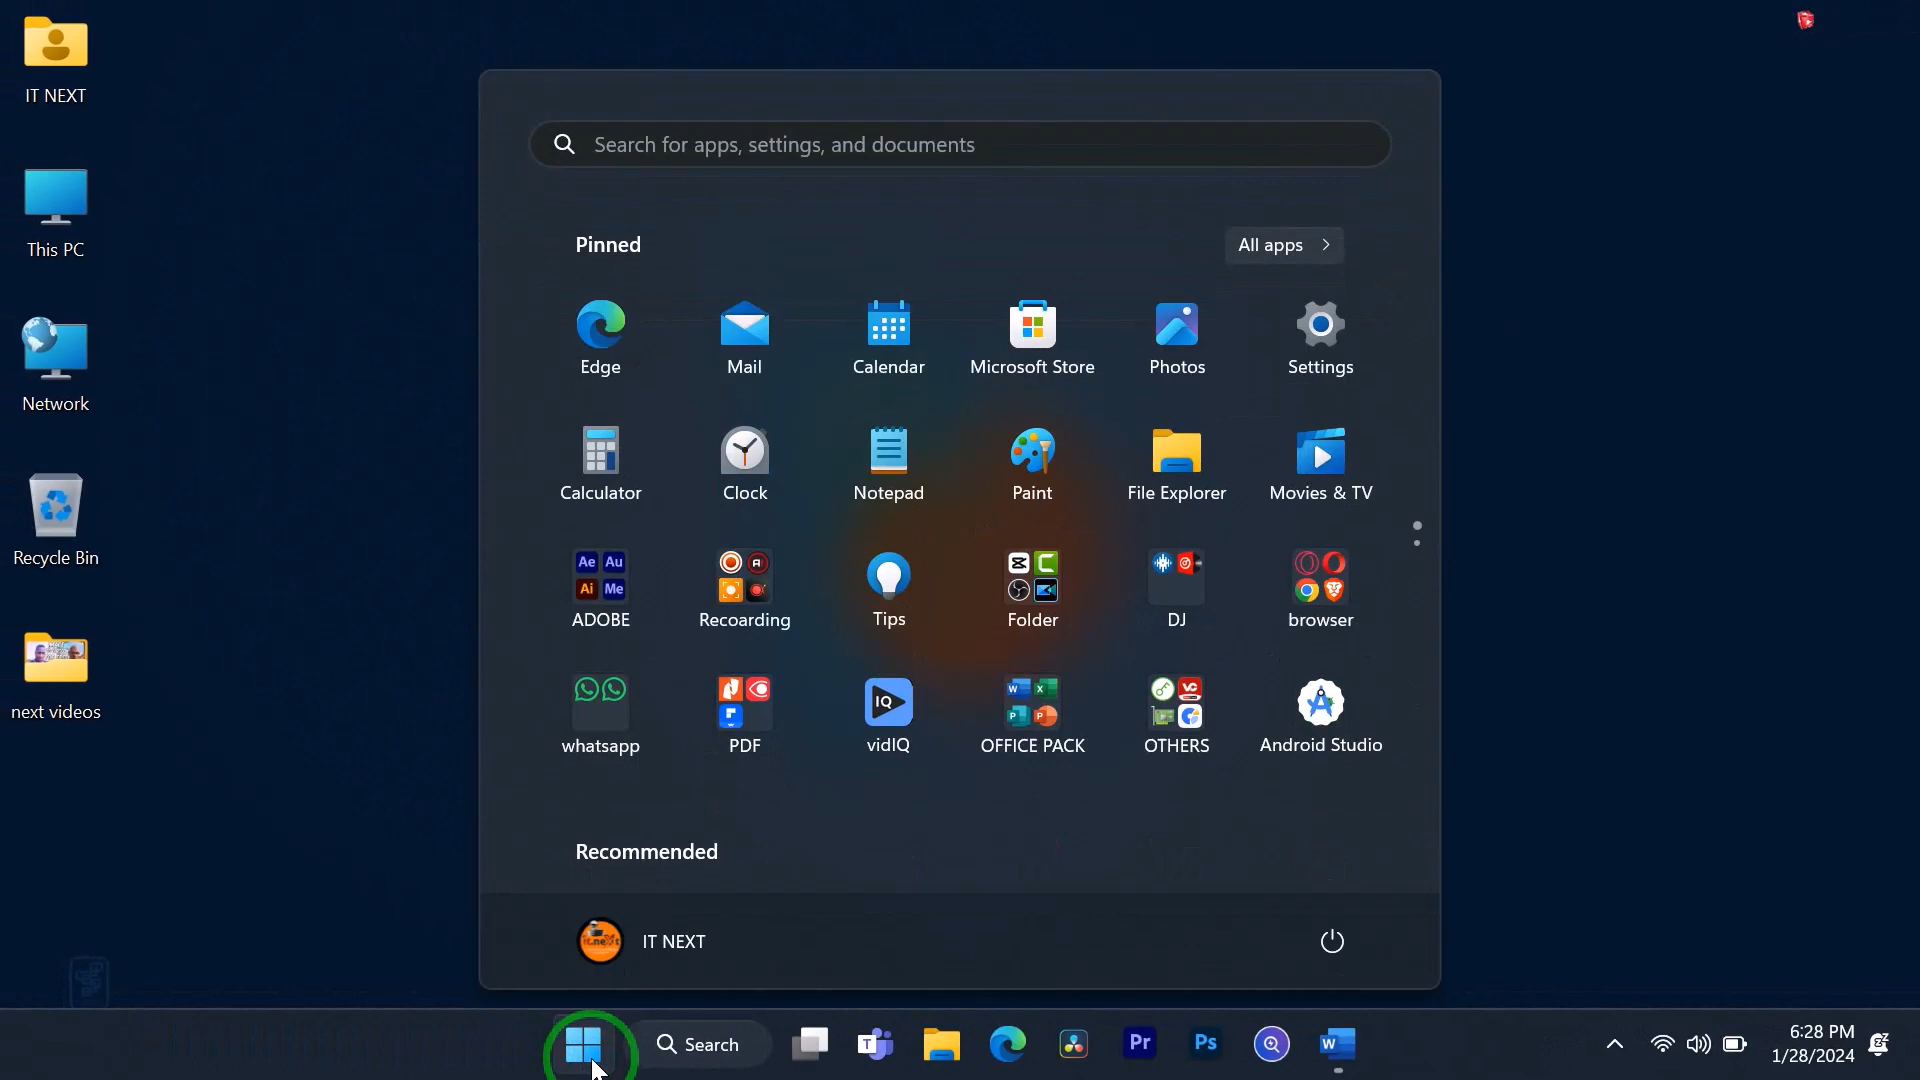 IT NEXT
This PC
Network
Recycle Bin
next videos
Search for apps, settings, and documents
Pinned
All apps
Edge
Mail
Calendar
Microsoft Store
Photos
Settings
Calculator
Clock
Notepad
Paint
File Explorer
Movies & TV
Ae Au
Ai Me
ADOBE
Recoarding
Tips
Folder
DJ
browser
whatsapp
PDF
IQ
vidIQ
W X
P P
OFFICE PACK
VC
OTHERS
Android Studio
Recommended
IT NEXT
Search
T
Pr
Ps
W
6:28 PM
1/28/2024